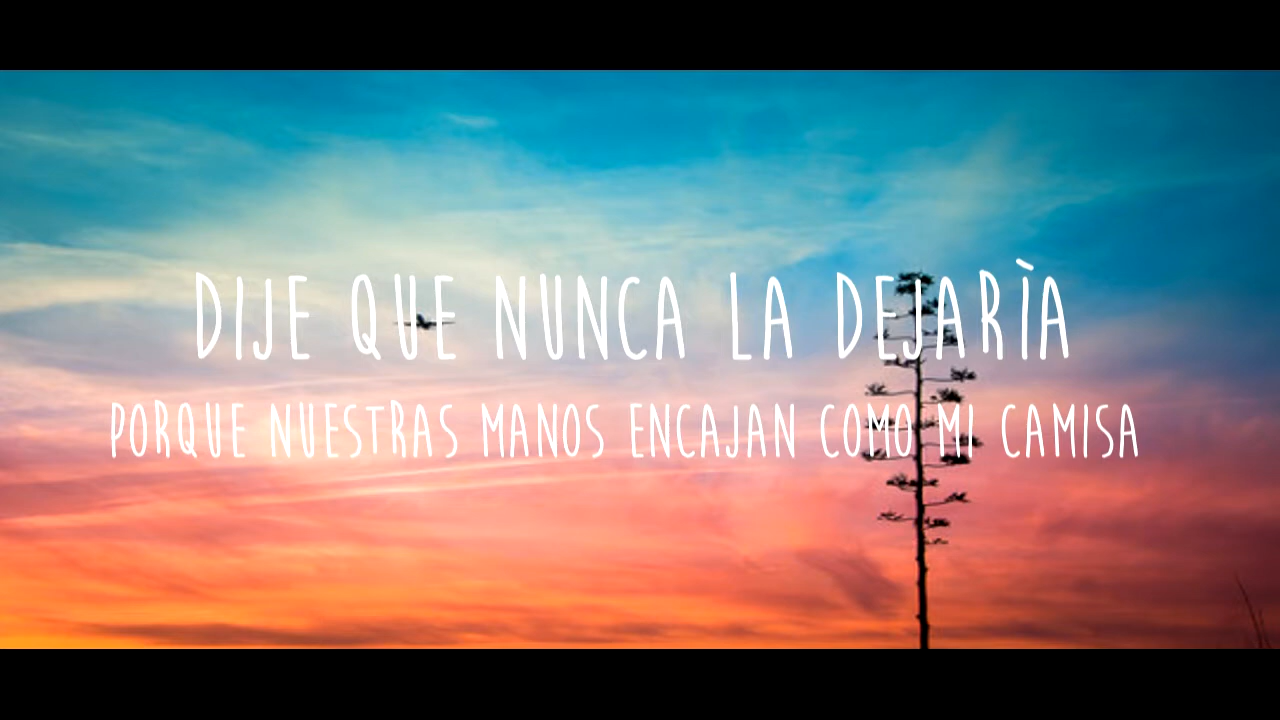 DIJE QUE NUNCA LA DEJARÌA
PORQUE NUESTRAS MANOS ENCAJAN COMO MI CAMISA